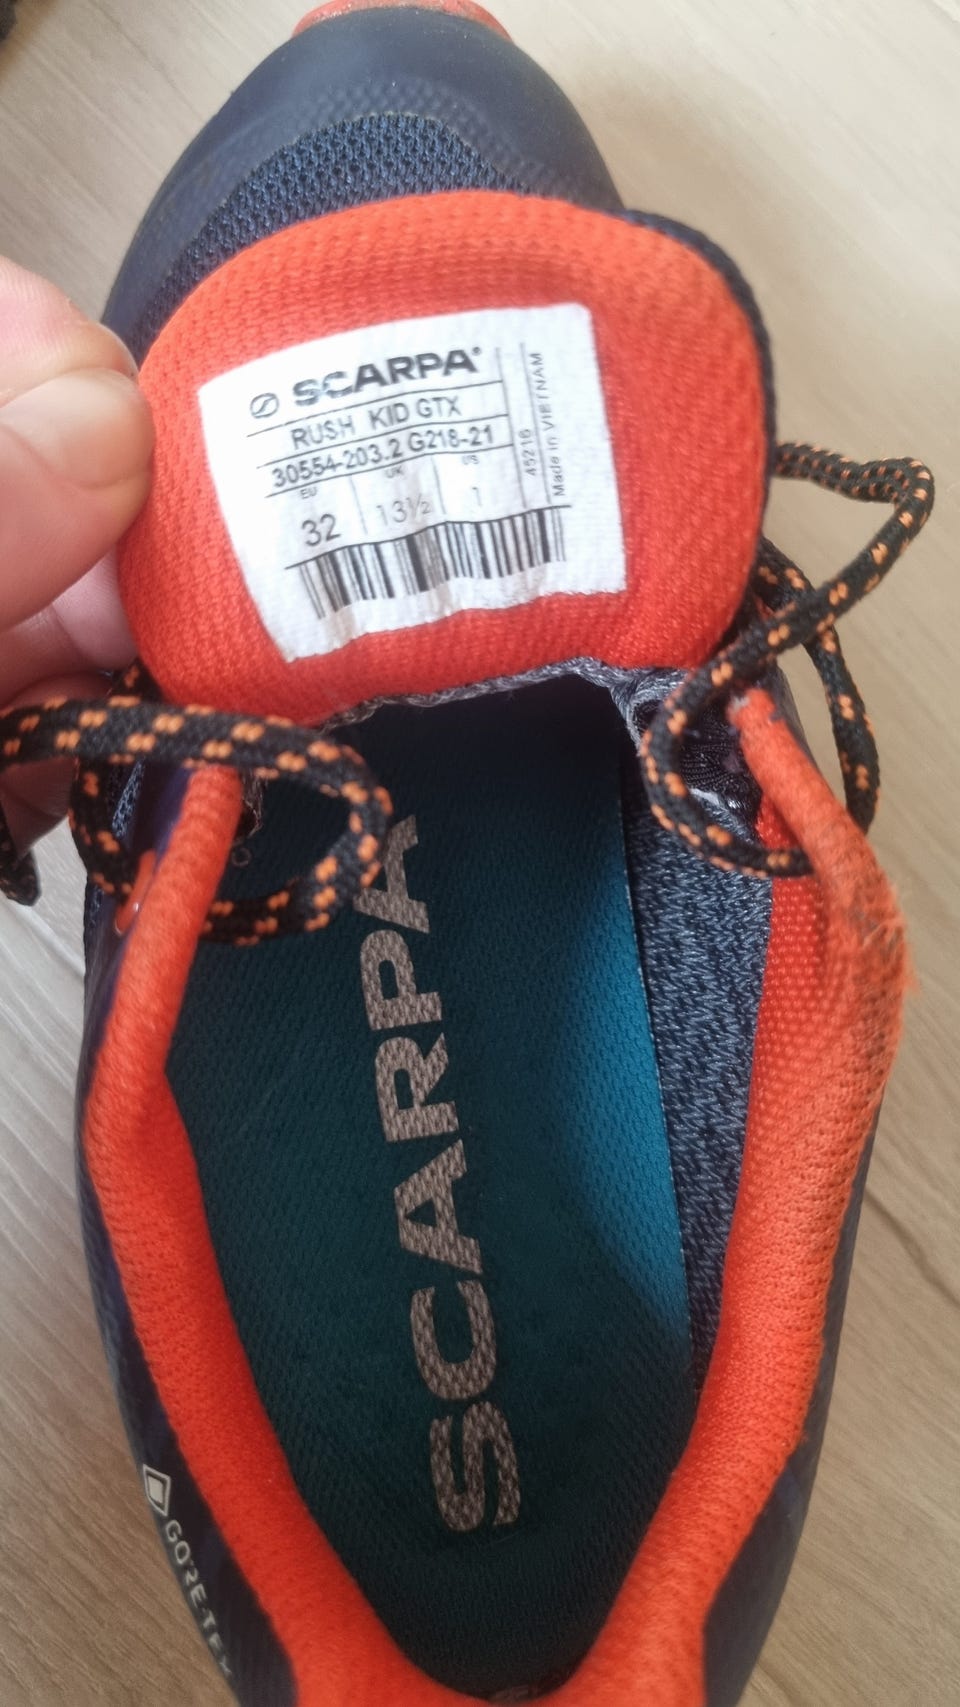 SCARPA®
RUSH KID GTX
30554-203.2 G218-21
EU UK US
32 13½ 1
45216
Made in VIETNAM
SCARPA
GORE-TEX